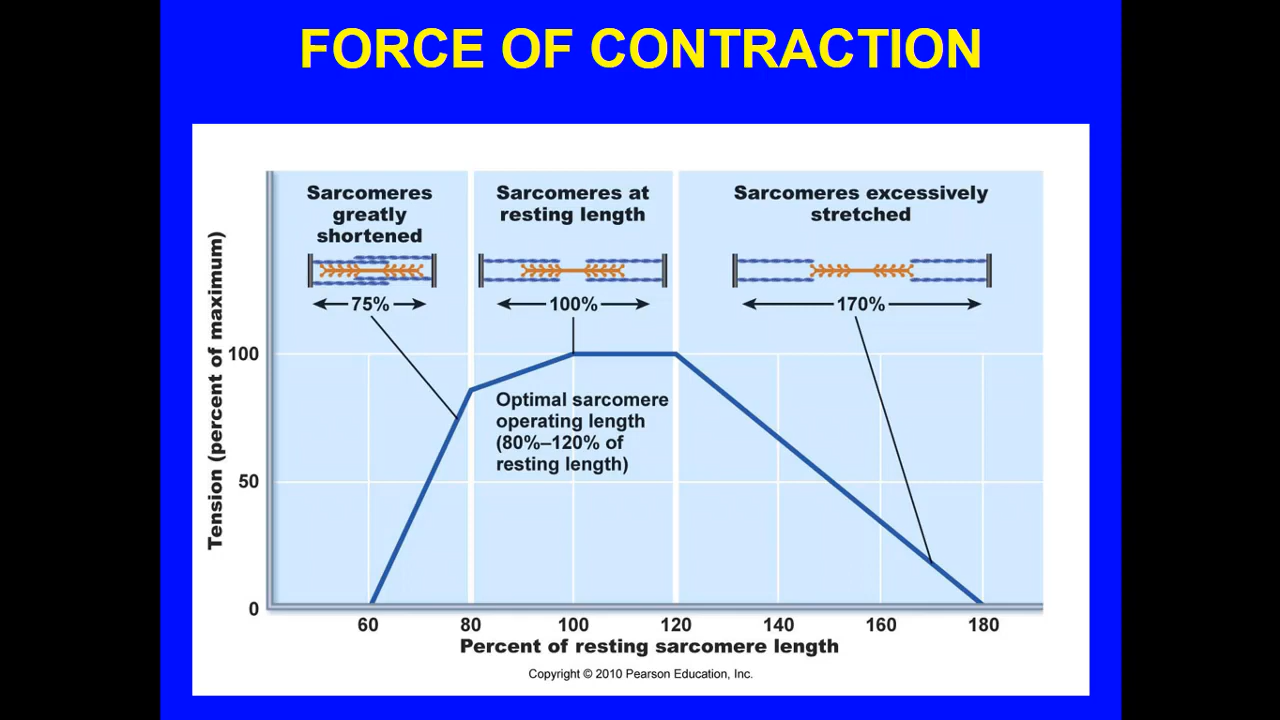 FORCE OF CONTRACTION
Sarcomeres
greatly
shortened
Sarcomeres at
resting length
Sarcomeres excessively
stretched
75%
100%
170%
Tension (percent of maximum)
100
50
0
Optimal sarcomere
operating length
(80%–120% of
resting length)
60 80 100 120 140 160 180
Percent of resting sarcomere length
Copyright © 2010 Pearson Education, Inc.